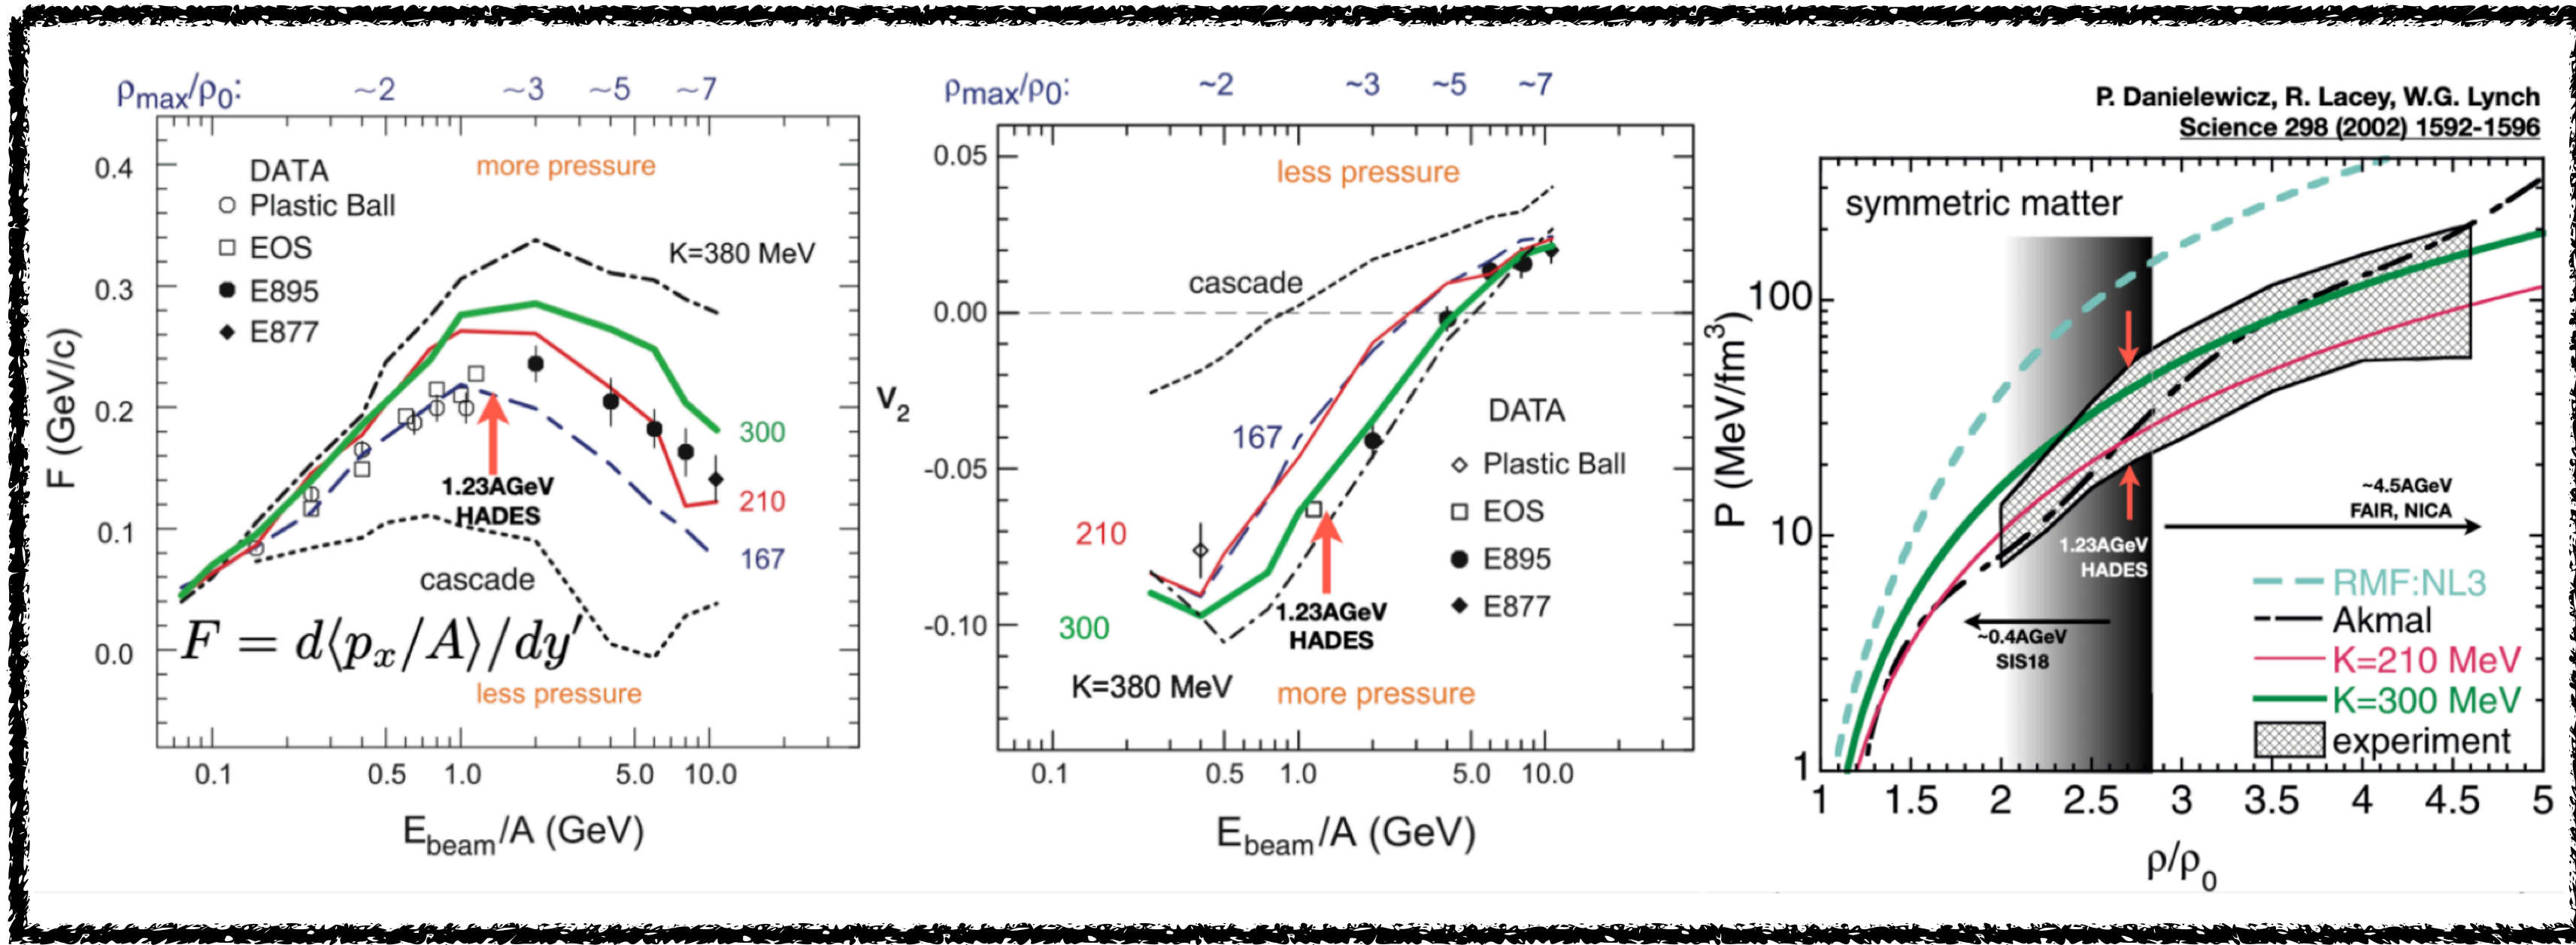 ρmax/ρ0: ~2 ~3 ~5 ~7
0.4
0.3
0.2
0.1
0.0
F (GeV/c)
DATA
Plastic Ball
EOS
E895
E877
more pressure
K=380 MeV
300
210
167
1.23AGeV
HADES
cascade
F = d⟨px/A⟩/dy′
less pressure
0.1 0.5 1.0 5.0 10.0
Ebeam/A (GeV)
ρmax/ρ0: ~2 ~3 ~5 ~7
0.05
0.00
-0.05
-0.10
v2
less pressure
cascade
167
210
300
K=380 MeV
DATA
Plastic Ball
EOS
E895
E877
1.23AGeV
HADES
more pressure
0.1 0.5 1.0 5.0 10.0
Ebeam/A (GeV)
P. Danielewicz, R. Lacey, W.G. Lynch
Science 298 (2002) 1592-1596
symmetric matter
100
10
1
P (MeV/fm³)
~4.5AGeV
FAIR, NICA
1.23AGeV
HADES
~0.4AGeV
SIS18
RMF:NL3
Akmal
K=210 MeV
K=300 MeV
experiment
1 1.5 2 2.5 3 3.5 4 4.5 5
ρ/ρ0